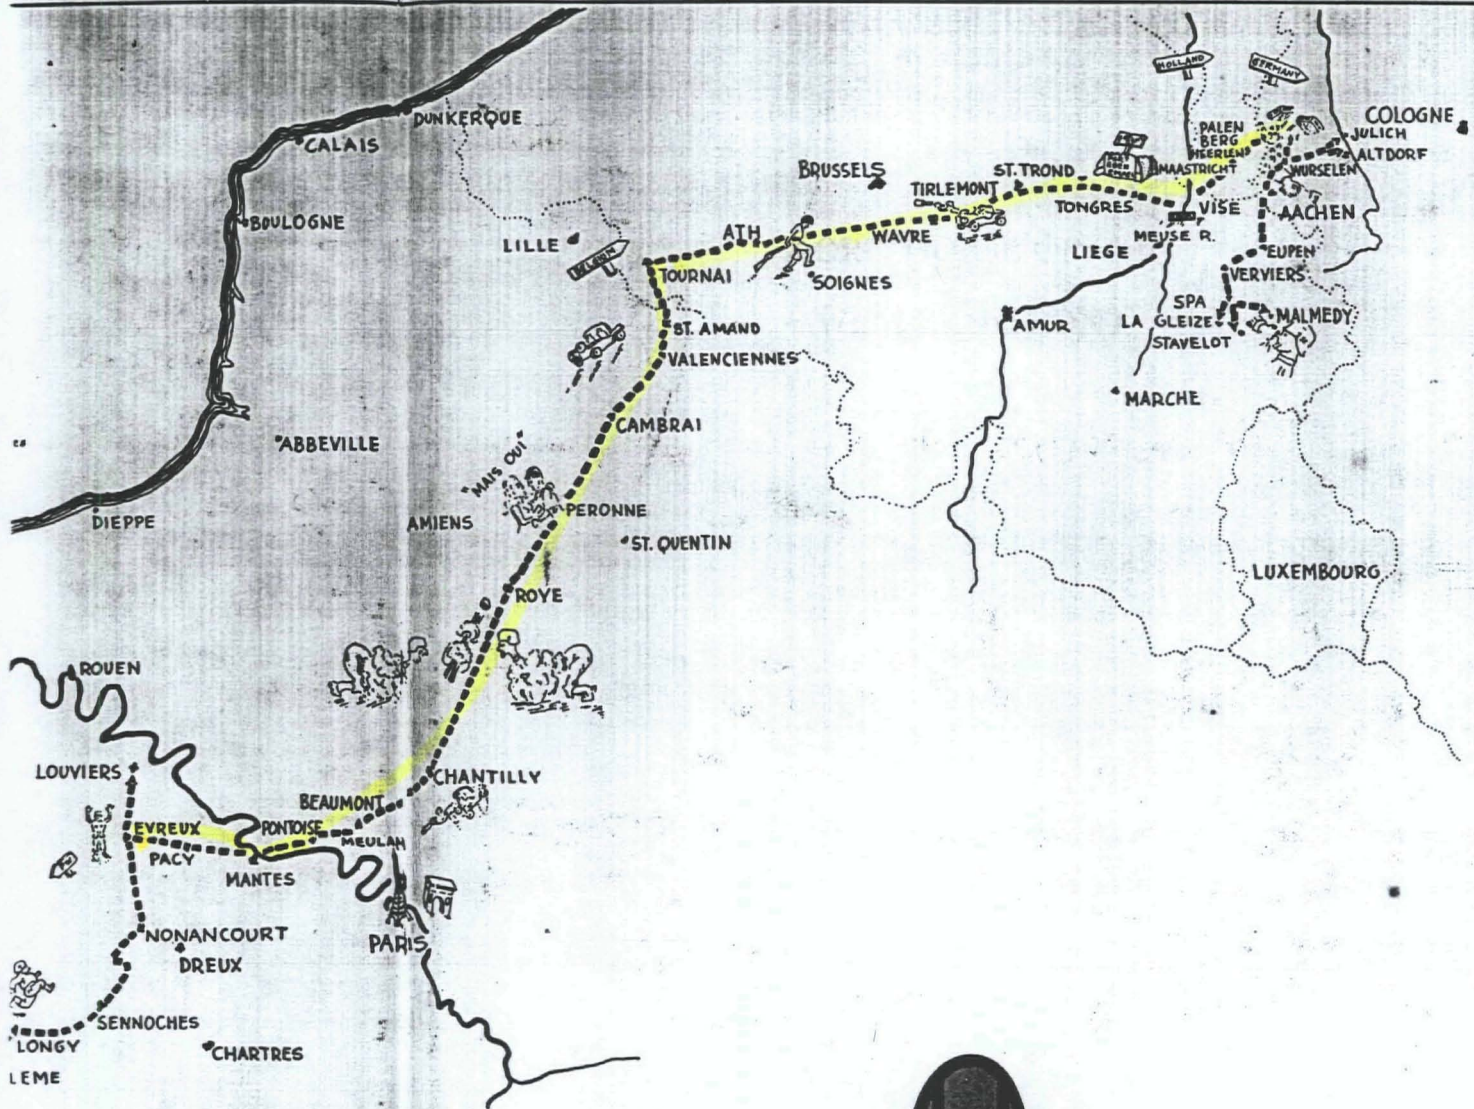 HOLLAND
GERMANY
COLOGNE
DUNKERQUE
CALAIS
PALEN
BERG
HEERLEN
JULICH
ALTDORF
BRUSSELS
ST. TROND
MAASTRICHT
WURSELEN
TIRLEMONT
TONGRES
VISE
AACHEN
BOULOGNE
LILLE
BELGIUM
ATH
WAVRE
MEUSE R.
LIEGE
EUPEN
TOURNAI
SOIGNES
VERVIERS
SPA
LA GLEIZE
MALMEDY
STAVELOT
AMUR
ST. AMAND
VALENCIENNES
MARCHE
CAMBRAI
ABBEVILLE
ES
"MAIS OUI"
DIEPPE
AMIENS
PERONNE
ST. QUENTIN
LUXEMBOURG
ROYE
ROUEN
LOUVIERS
CHANTILLY
BEAUMONT
EVREUX
PONTOISE
MEULAN
PACY
MANTES
PARIS
NONANCOURT
DREUX
SENNOCHES
LONGY
CHARTRES
LEME